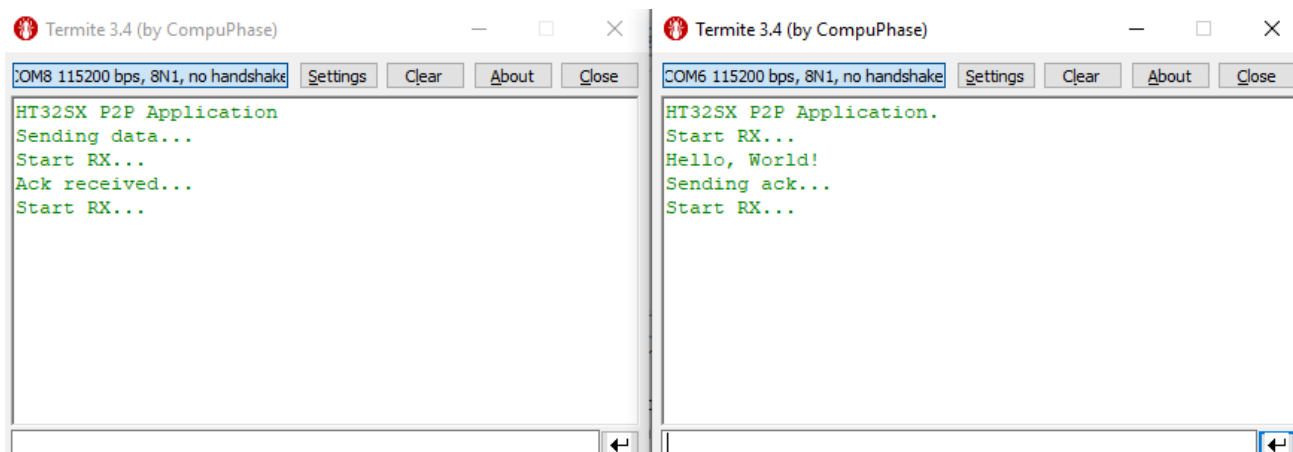 Termite 3.4 (by CompuPhase)
COM8 115200 bps, 8N1, no handshake Settings Clear About Close
HT32SX P2P Application
Sending data...
Start RX...
Ack received...
Start RX...
Termite 3.4 (by CompuPhase)
COM6 115200 bps, 8N1, no handshake Settings Clear About Close
HT32SX P2P Application.
Start RX...
Hello, World!
Sending ack...
Start RX...